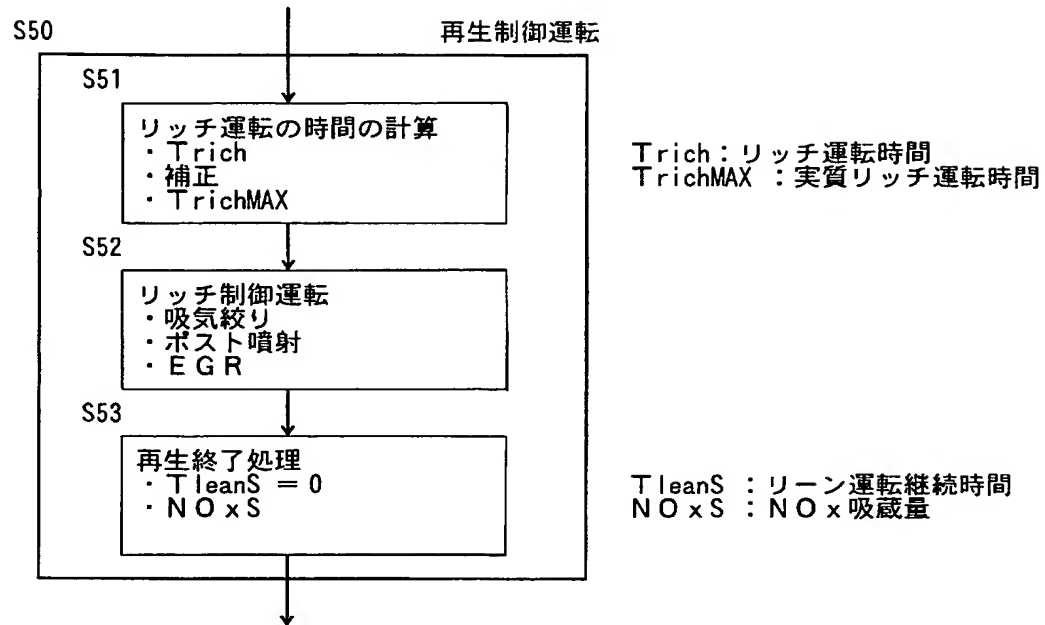 S50
再生制御運転
S51
リッチ運転の時間の計算
・Trich
・補正
・TrichMAX
Trich：リッチ運転時間
TrichMAX ：実質リッチ運転時間
S52
リッチ制御運転
・吸気絞り
・ポスト噴射
・ＥＧＲ
S53
再生終了処理
・TleanS ＝ 0
・ＮＯｘＳ
TleanS ：リーン運転継続時間
ＮＯｘＳ ：ＮＯｘ吸蔵量